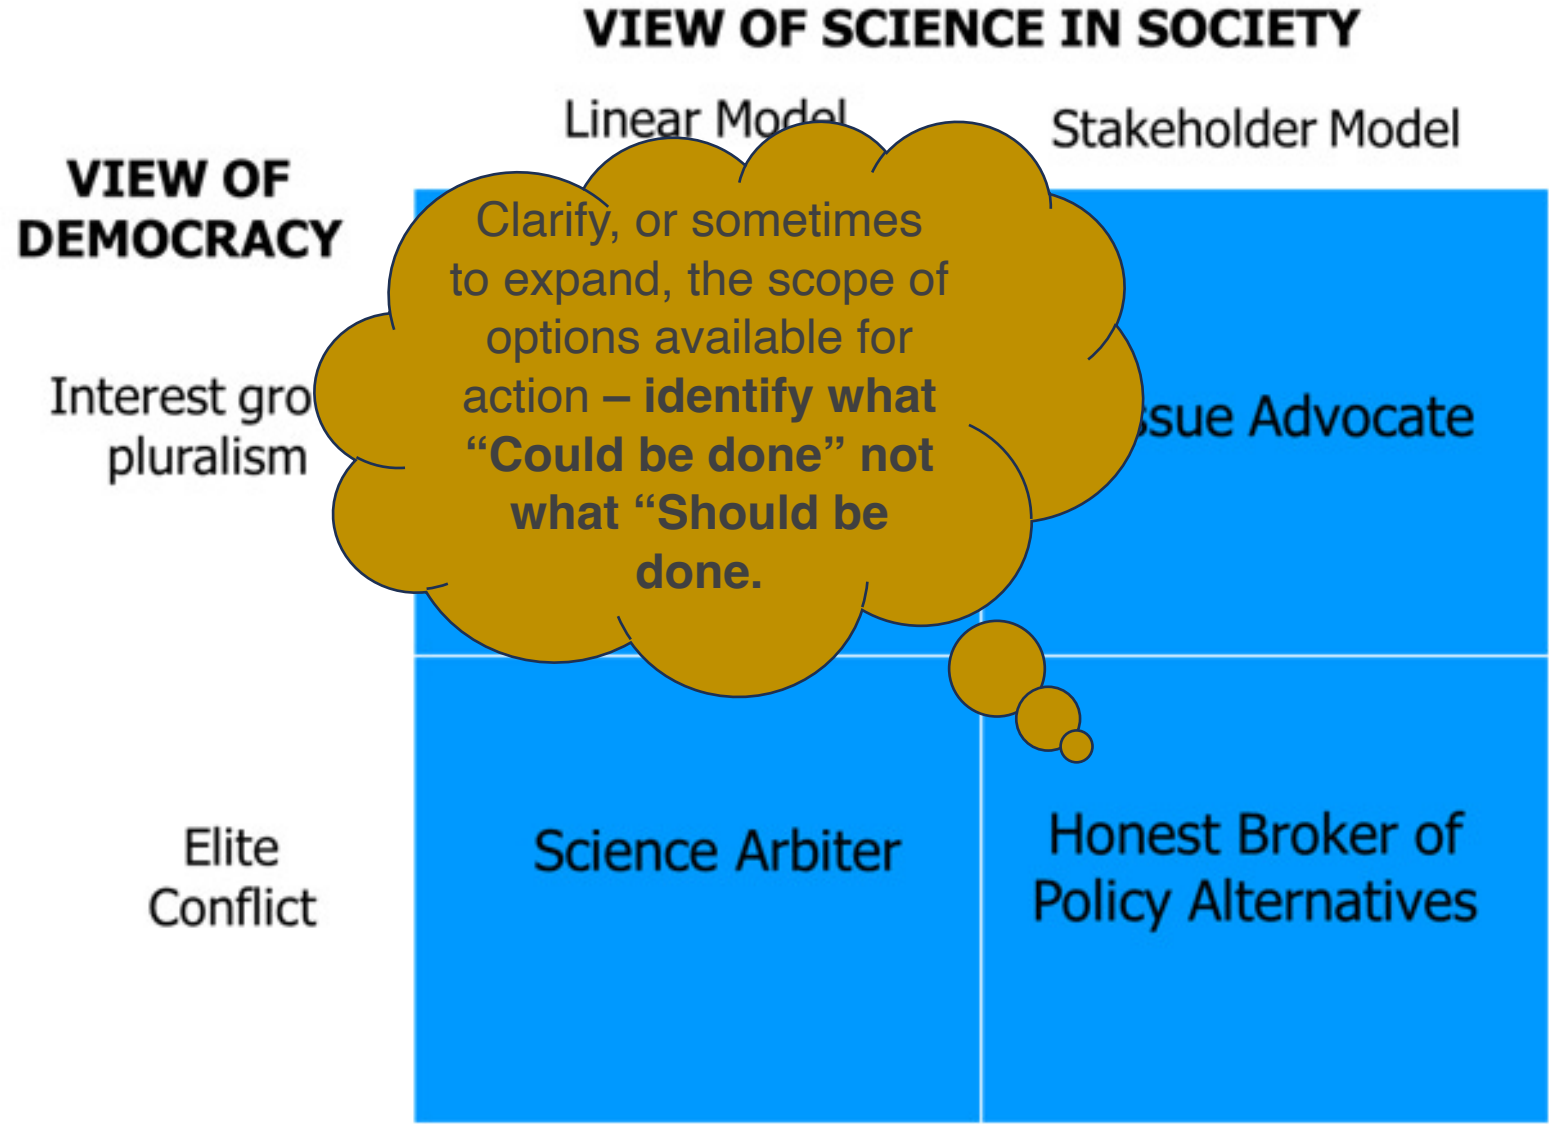 VIEW OF SCIENCE IN SOCIETY
Linear Model
Stakeholder Model
VIEW OF
DEMOCRACY
Clarify, or sometimes
to expand, the scope of
options available for
action – identify what
“Could be done” not
what “Should be
done.
Interest gro
pluralism
ssue Advocate
Elite
Conflict
Science Arbiter
Honest Broker of
Policy Alternatives